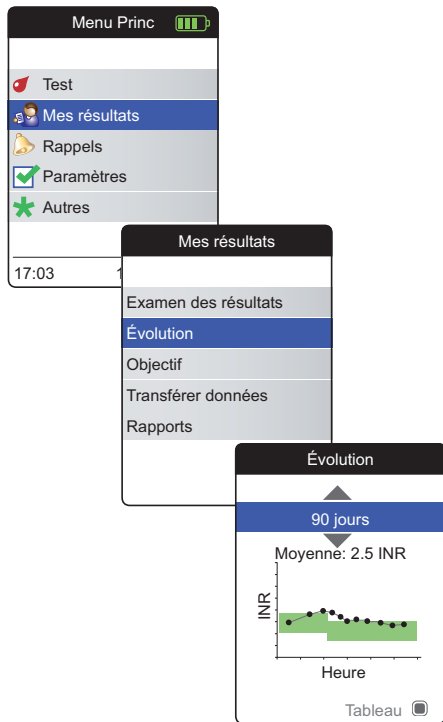 Menu Princ
Test
Mes résultats
Rappels
Paramètres
Autres
17:03
Mes résultats
Examen des résultats
Évolution
Objectif
Transférer données
Rapports
Évolution
90 jours
Moyenne: 2.5 INR
INR
Heure
Tableau